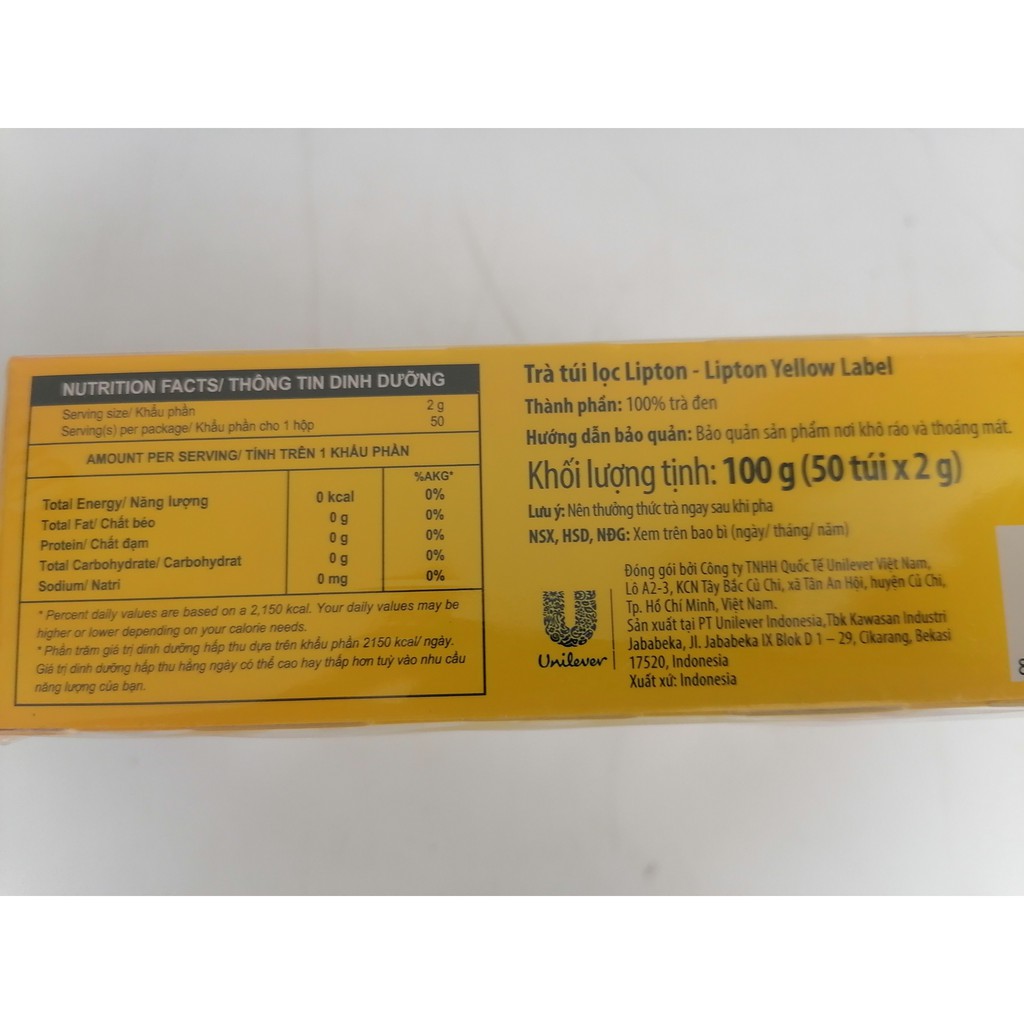 NUTRITION FACTS/ THÔNG TIN DINH DƯỠNG
Serving size/ Khẩu phần 2 g
Serving(s) per package/ Khẩu phần cho 1 hộp 50
AMOUNT PER SERVING/ TÍNH TRÊN 1 KHẨU PHẦN
%AKG*
Total Energy/ Năng lượng 0 kcal 0%
Total Fat/ Chất béo 0 g 0%
Protein/ Chất đạm 0 g 0%
Total Carbohydrate/ Carbohydrat 0 g 0%
Sodium/ Natri 0 mg 0%
* Percent daily values are based on a 2,150 kcal. Your daily values may be
higher or lower depending on your calorie needs.
* Phần trăm giá trị dinh dưỡng hấp thu dựa trên khẩu phần 2150 kcal/ ngày.
Giá trị dinh dưỡng hấp thu hằng ngày có thể cao hay thấp hơn tuỳ vào nhu cầu
năng lượng của bạn.
Trà túi lọc Lipton - Lipton Yellow Label
Thành phần: 100% trà đen
Hướng dẫn bảo quản: Bảo quản sản phẩm nơi khô ráo và thoáng mát.
Khối lượng tịnh: 100 g (50 túi x 2 g)
Lưu ý: Nên thưởng thức trà ngay sau khi pha
NSX, HSD, NĐG: Xem trên bao bì (ngày/ tháng/ năm)
Đóng gói bởi Công ty TNHH Quốc Tế Unilever Việt Nam,
Lô A2-3, KCN Tây Bắc Củ Chi, xã Tân An Hội, huyện Củ Chi,
Tp. Hồ Chí Minh, Việt Nam.
Sản xuất tại PT Unilever Indonesia,Tbk Kawasan Industri
Jababeka, Jl. Jababeka IX Blok D 1 – 29, Cikarang, Bekasi
17520, Indonesia
Xuất xứ: Indonesia
Unilever
8